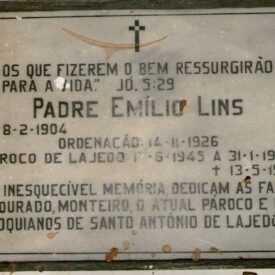 OS QUE FIZEREM O BEM RESSURGIRÃO
PARA A VIDA." JO. 5:29
PADRE EMÍLIO LINS
8-2-1904
ORDENAÇÃO: 14-11-1926
ROCO DE LAJEDO 17-6-1945 A 31-1-19
† 13-5-1
INESQUECÍVEL MEMÓRIA DEDICAM AS FA
OURADO, MONTEIRO, O ATUAL PÁROCO E
OQUIANOS DE SANTO ANTÔNIO DE LAJEDO